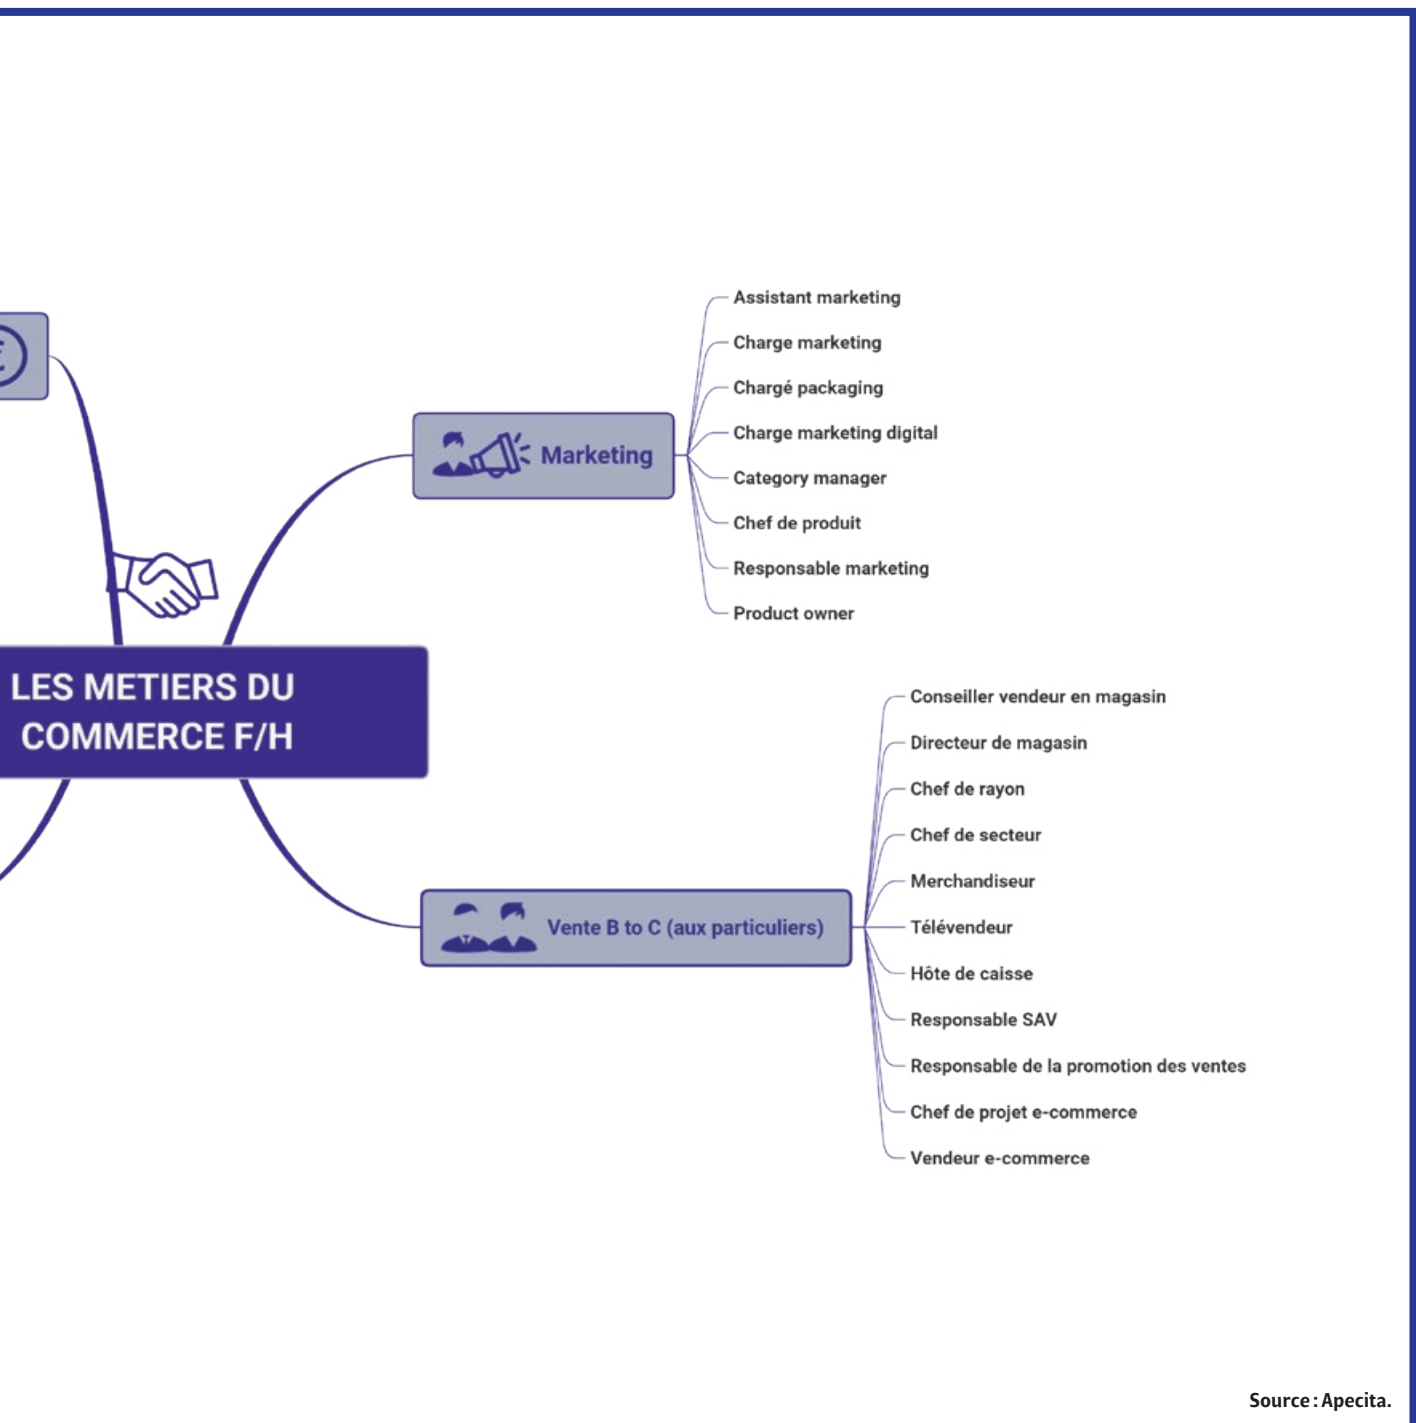 Assistant marketing
Charge marketing
Chargé packaging
Charge marketing digital
Marketing
Category manager
Chef de produit
Responsable marketing
Product owner
LES METIERS DU
COMMERCE F/H
Conseiller vendeur en magasin
Directeur de magasin
Chef de rayon
Chef de secteur
Merchandiseur
Vente B to C (aux particuliers)
Télévendeur
Hôte de caisse
Responsable SAV
Responsable de la promotion des ventes
Chef de projet e-commerce
Vendeur e-commerce
Source : Apecita.